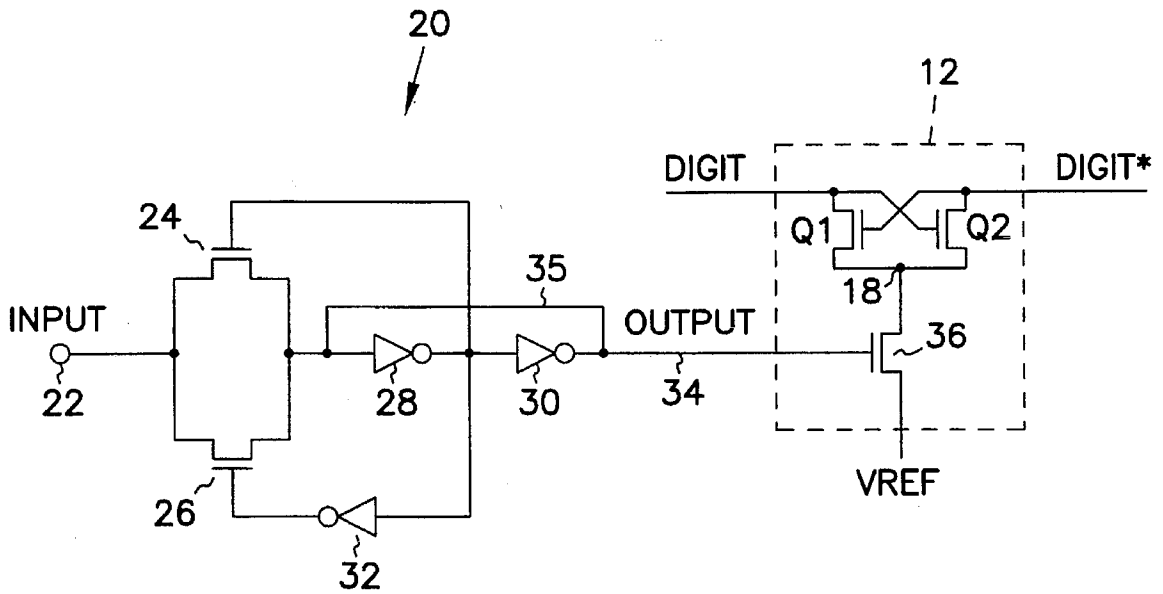 20
12
DIGIT
DIGIT*
24
Q1
Q2
35
18
INPUT
OUTPUT
36
22
28
30
34
26
VREF
32